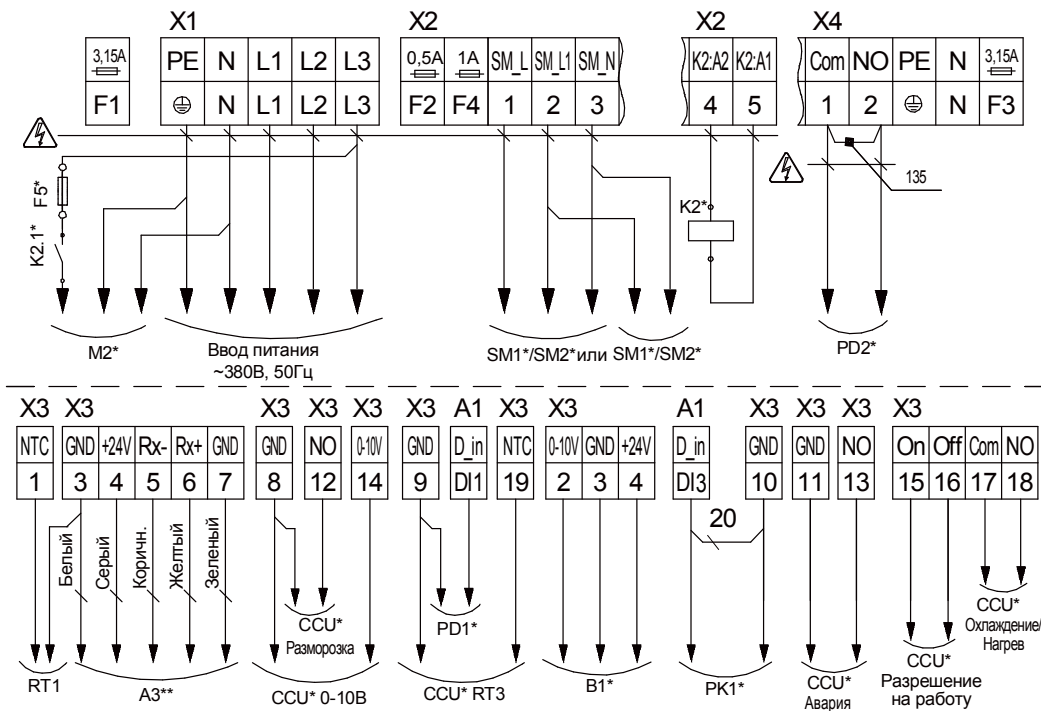 X1 X2 X2 X4
3,15A PE N L1 L2 L3 0,5A 1A SM_L SM_L1 SM_N K2:A2 K2:A1 Com NO PE N 3,15A
F1 N L1 L2 L3 F2 F4 1 2 3 4 5 1 2 N F3
135
F5*
K2.1*
K2*
M2*
Ввод питания
~380В, 50Гц
SM1*/SM2* или SM1*/SM2*
PD2*
X3 X3 X3 X3 X3 X3 A1 X3 X3 A1 X3 X3 X3 X3
NTC GND +24V Rx- Rx+ GND GND NO 0-10V GND D_in NTC 0-10V GND +24V D_in GND GND NO On Off Com NO
1 3 4 5 6 7 8 12 14 9 DI1 19 2 3 4 DI3 10 11 13 15 16 17 18
20
Белый
Серый
Коричн.
Желтый
Зеленый
CCU*
Разморозка
PD1*
CCU*
Охлаждение/
Нагрев
RT1
A3**
CCU* 0-10В
CCU* RT3
B1*
PK1*
CCU*
Авария
CCU*
Разрешение
на работу